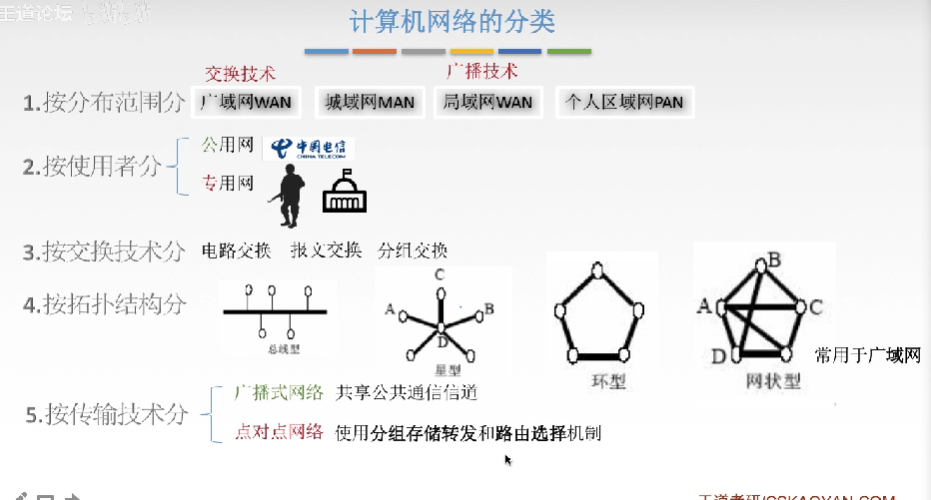 王道论坛
计算机网络的分类
交换技术 广播技术
1.按分布范围分 广域网WAN 城域网MAN 局域网WAN 个人区域网PAN
2.按使用者分
公用网 中国电信
CHINA TELECOM
专用网
3.按交换技术分 电路交换 报文交换 分组交换
4.按拓扑结构分
总线型
C
A B
D
星型
环型
B
A C
D
网状型
常用于广域网
5.按传输技术分
广播式网络 共享公共通信信道
点对点网络 使用分组存储转发和路由选择机制
王道考研/CSKAOYAN.COM